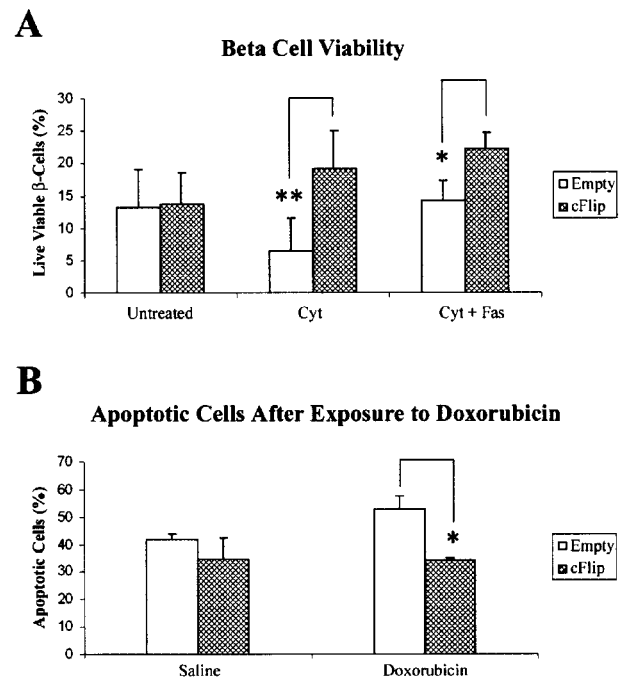 A
Beta Cell Viability
Live Viable β-Cells (%)
30
25
20
15
10
5
0
**
*
Untreated
Cyt
Cyt + Fas
Empty
cFlip
B
Apoptotic Cells After Exposure to Doxorubicin
Apoptotic Cells (%)
70
60
50
40
30
20
10
0
*
Saline
Doxorubicin
Empty
cFlip